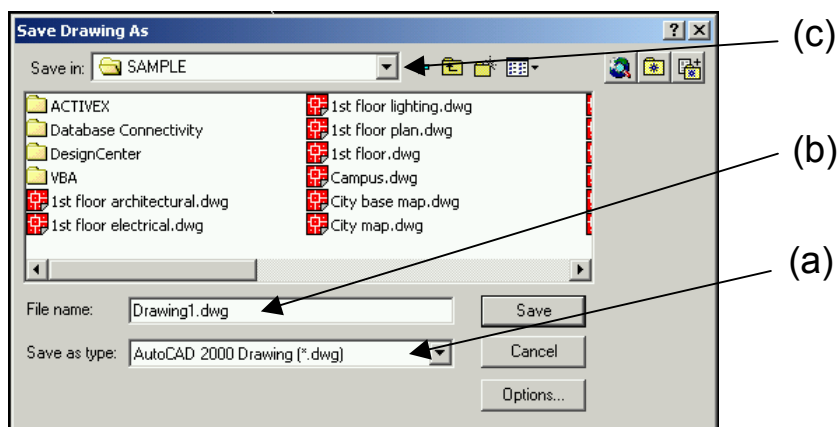 Save Drawing As
(c)
Save in: SAMPLE
ACTIVEX
Database Connectivity
DesignCenter
VBA
1st floor architectural.dwg
1st floor electrical.dwg
1st floor lighting.dwg
1st floor plan.dwg
1st floor.dwg
Campus.dwg
City base map.dwg
City map.dwg
(b)
(a)
File name: Drawing1.dwg Save
Save as type: AutoCAD 2000 Drawing (*.dwg) Cancel
Options...